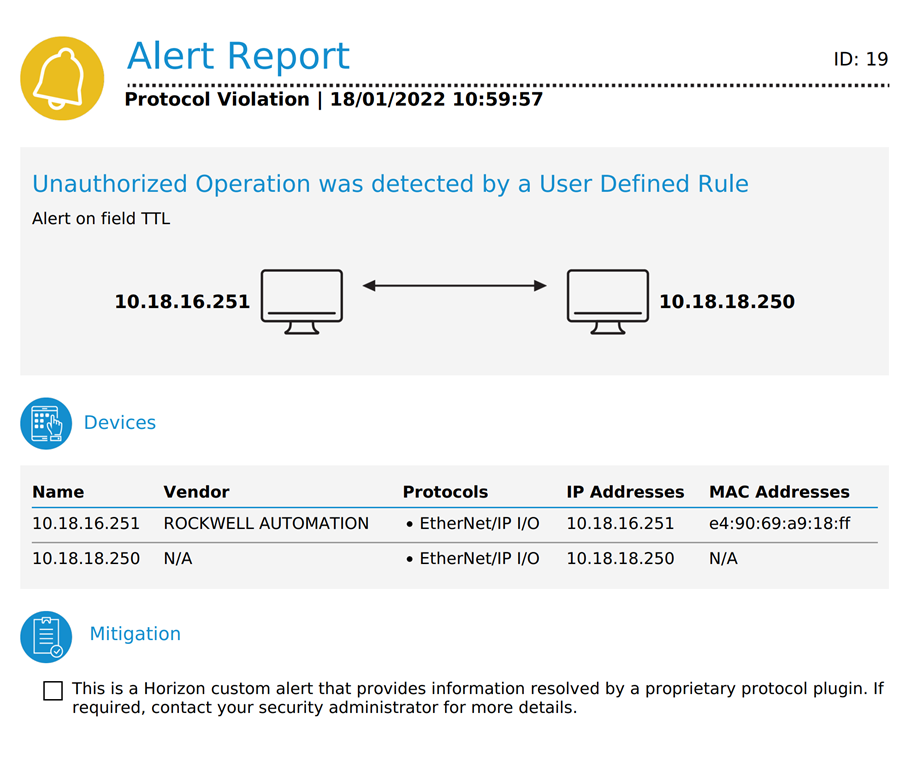 Alert Report
ID: 19
Protocol Violation | 18/01/2022 10:59:57
Unauthorized Operation was detected by a User Defined Rule
Alert on field TTL
10.18.16.251
10.18.18.250
Devices
Name Vendor Protocols IP Addresses MAC Addresses
10.18.16.251 ROCKWELL AUTOMATION • EtherNet/IP I/O 10.18.16.251 e4:90:69:a9:18:ff
10.18.18.250 N/A • EtherNet/IP I/O 10.18.18.250 N/A
Mitigation
This is a Horizon custom alert that provides information resolved by a proprietary protocol plugin. If
required, contact your security administrator for more details.